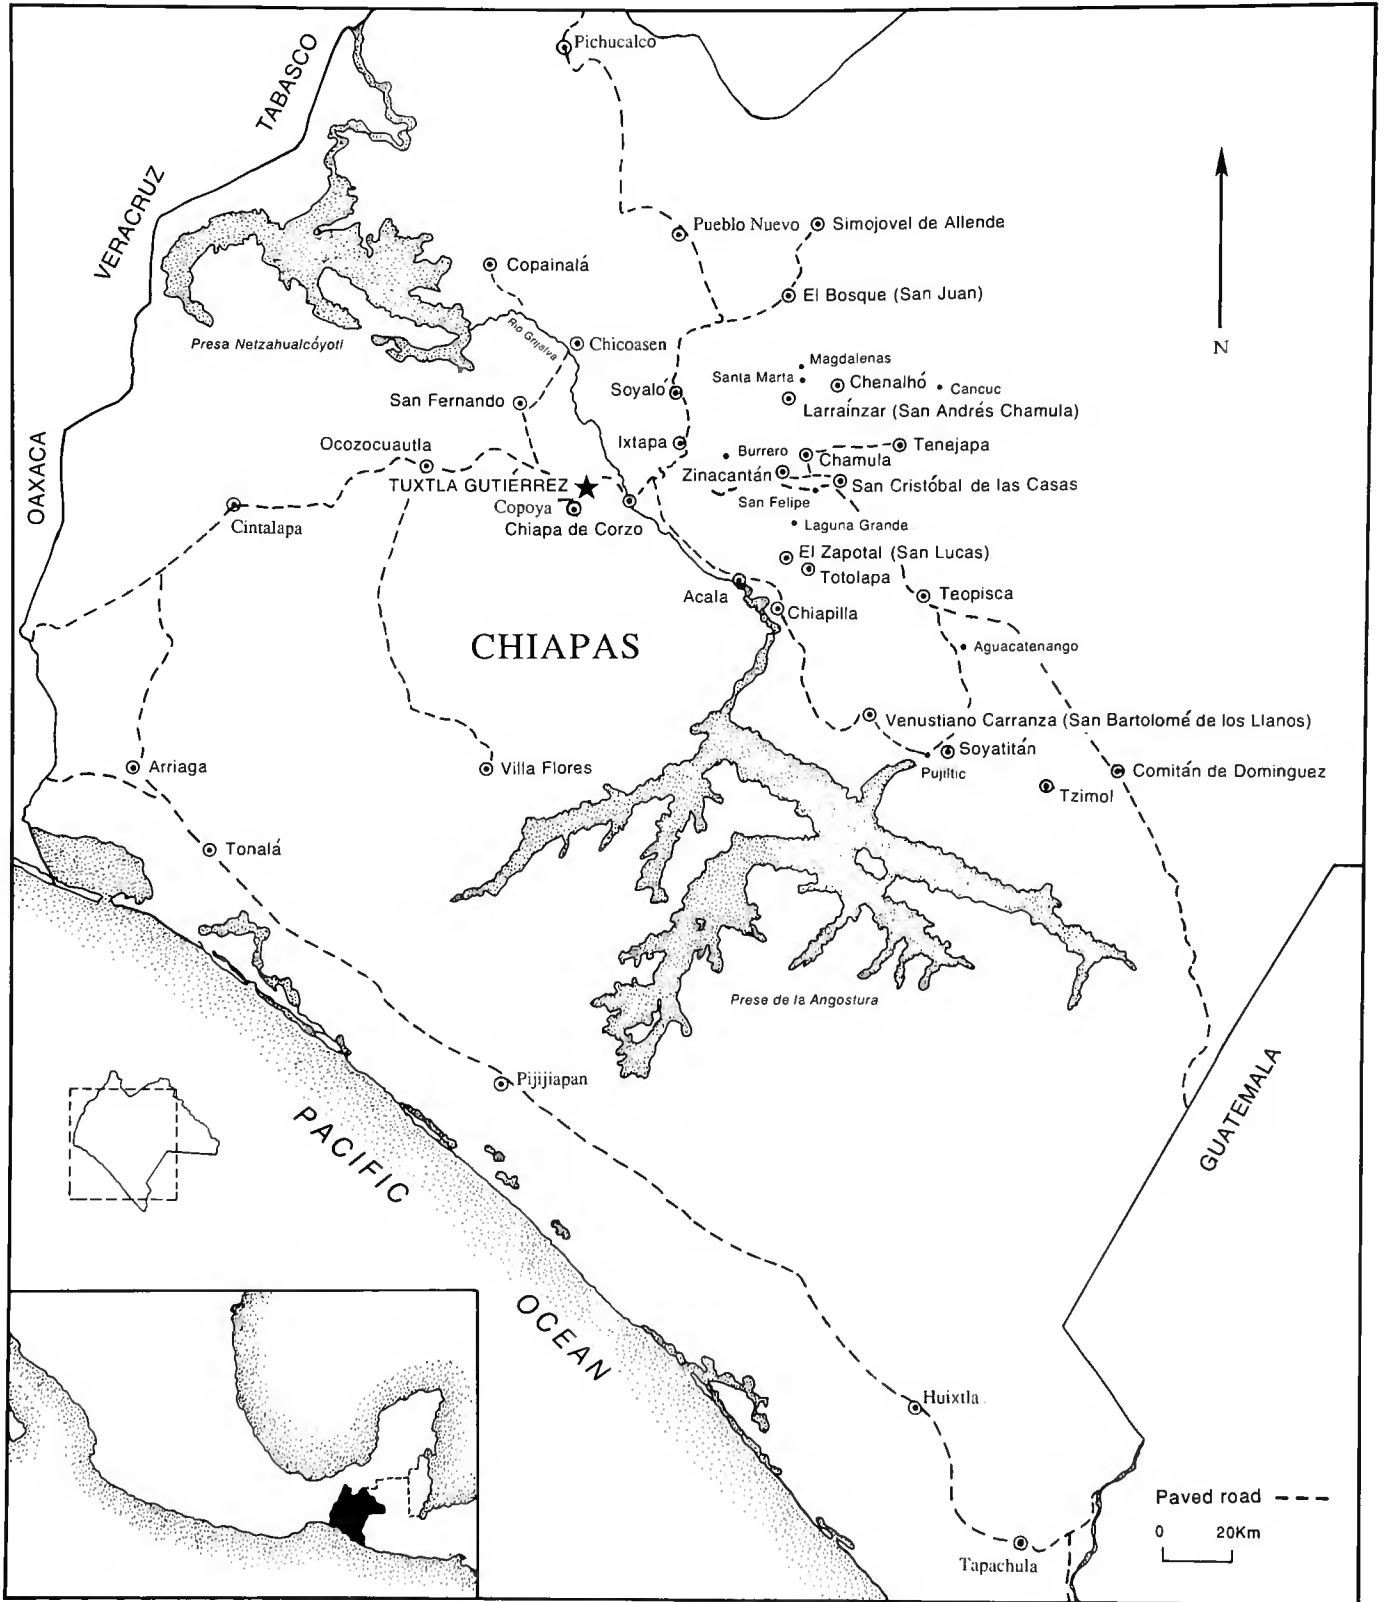 Pichucalco
TABASCO
VERACRUZ
Pueblo Nuevo
Simojovel de Allende
Copainalá
El Bosque (San Juan)
Presa Netzahualcóyotl
Rio Grijalva
Chicoasen
N
Magdalenas
Santa Marta
Chenalhó
Cancuc
Soyaló
San Fernando
Larraínzar (San Andrés Chamula)
OAXACA
Ocozocuautla
Ixtapa
Burrero
Tenejapa
Chamula
Zinacantán
TUXTLA GUTIÉRREZ
San Cristóbal de las Casas
San Felipe
Copoya
Cintalapa
Chiapa de Corzo
Laguna Grande
El Zapotal (San Lucas)
Totolapa
Acala
Teopisca
Chiapilla
CHIAPAS
Aguacatenango
Venustiano Carranza (San Bartolomé de los Llanos)
Soyatitán
Arriaga
Villa Flores
Pujiltic
Comitán de Dominguez
Tzimol
Tonalá
Prese de la Angostura
Pijijiapan
GUATEMALA
PACIFIC
OCEAN
Huixtla
Paved road
0 20Km
Tapachula